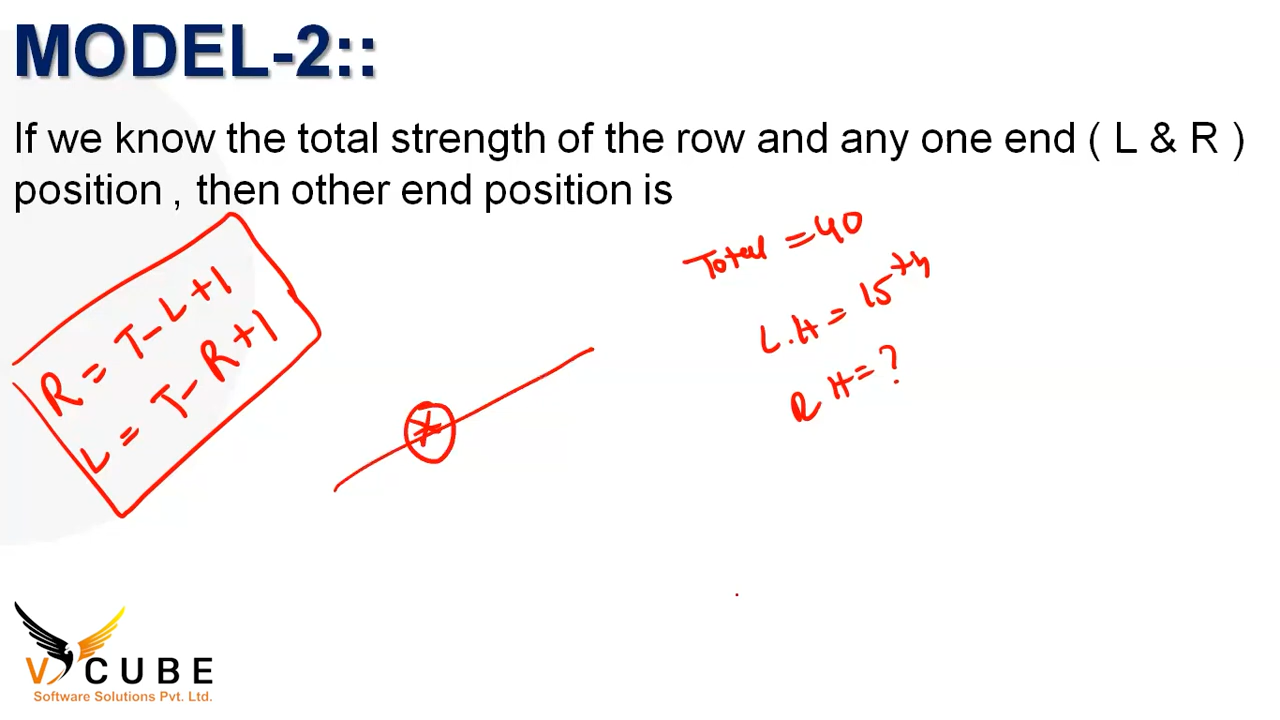 MODEL-2::
If we know the total strength of the row and any one end ( L & R )
position , then other end position is
R = T-L+1
L = T-R+1
Total = 40
L.H = 15th
R H = ?
V CUBE
Software Solutions Pvt. Ltd.